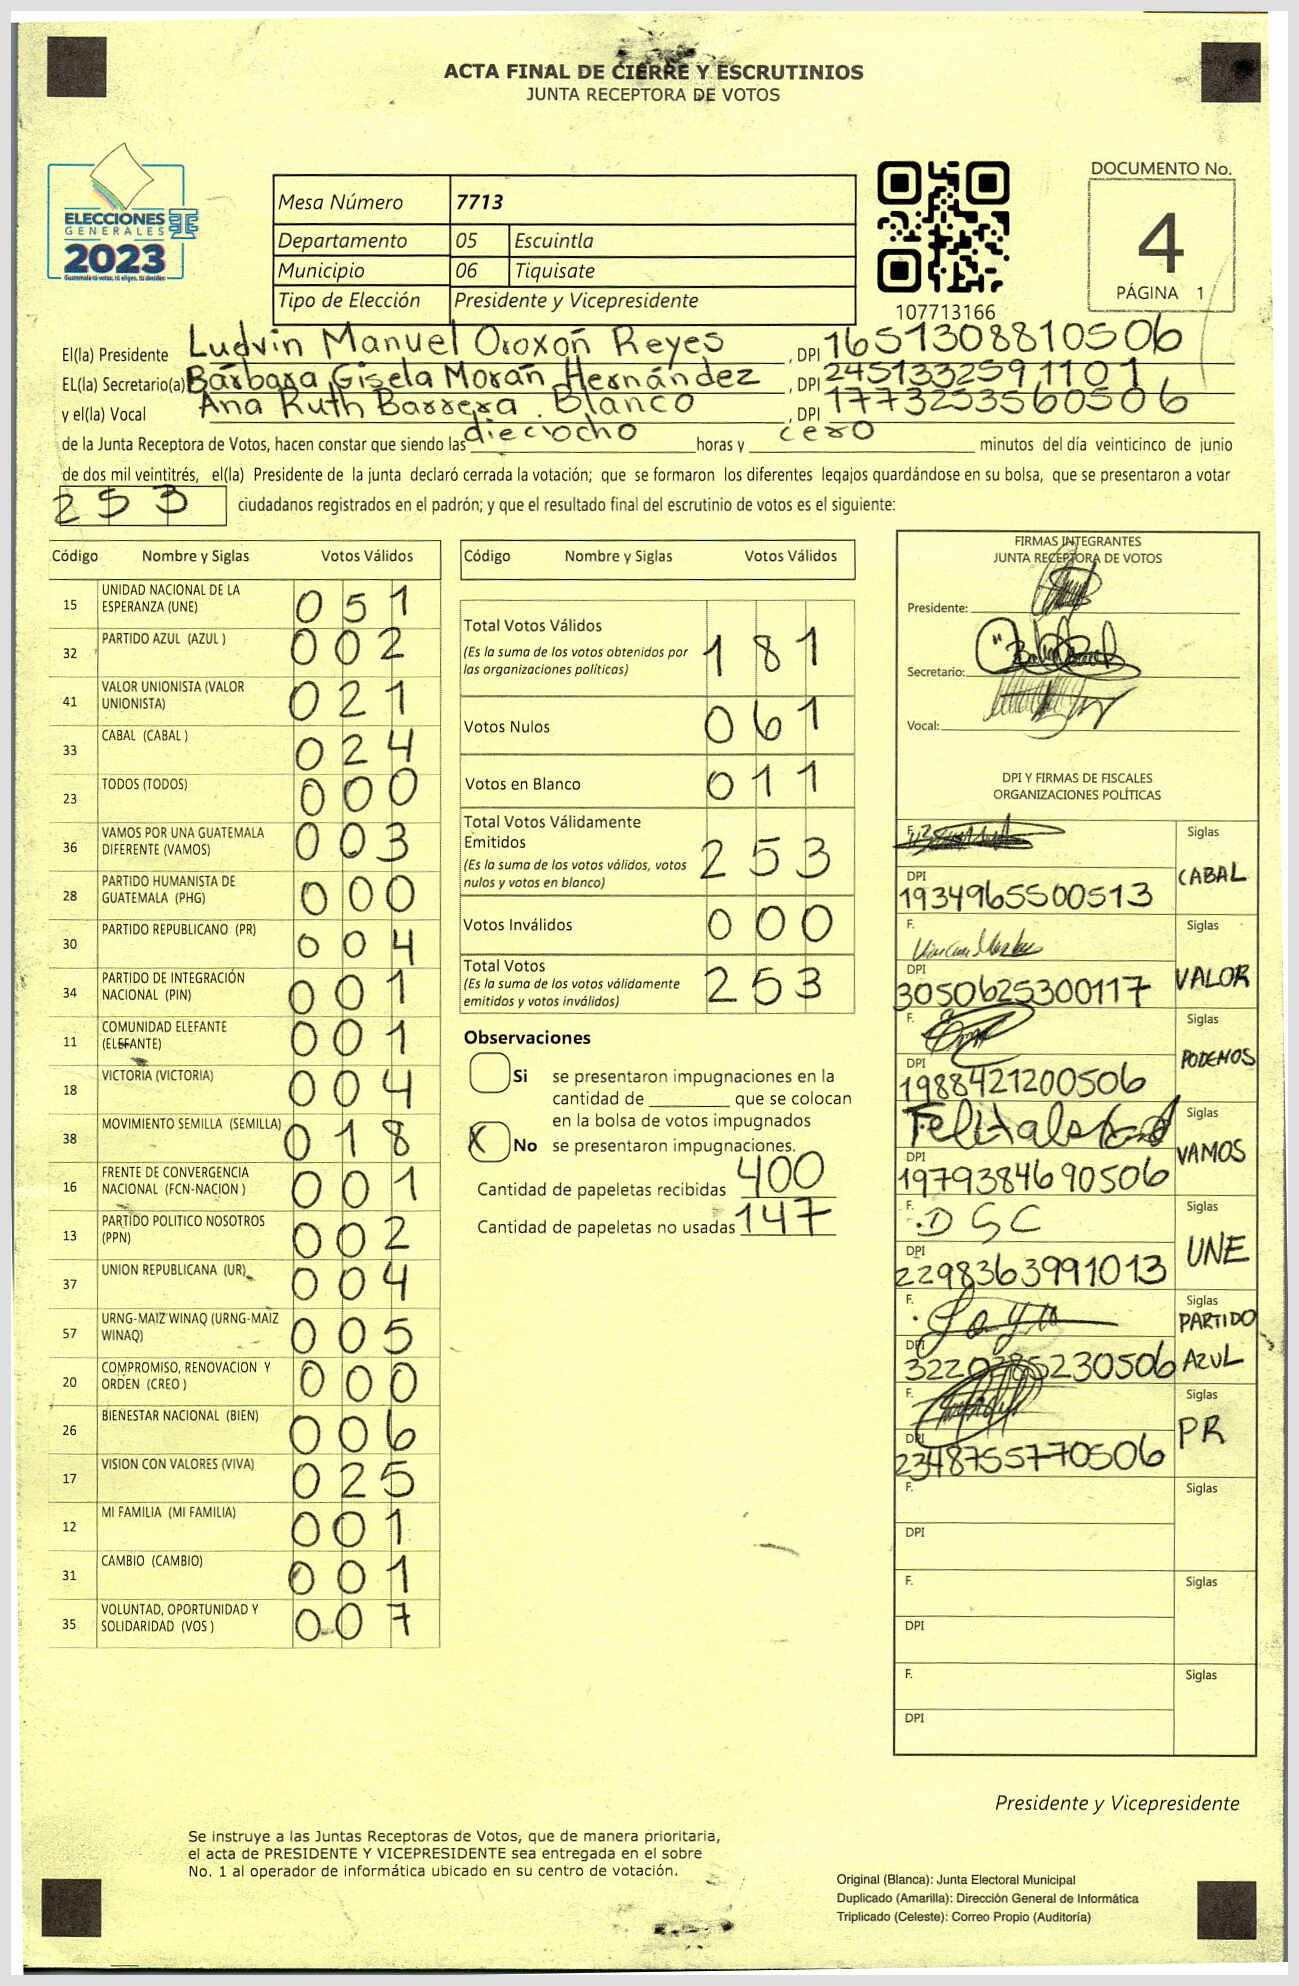 ACTA FINAL DE CIERRE Y ESCRUTINIOS
JUNTA RECEPTORA DE VOTOS
ELECCIONES
GENERALES
2023
Guatemala tú votas, tú eliges, tú decides
Mesa Número 7713
Departamento 05 Escuintla
Municipio 06 Tiquisate
Tipo de Elección Presidente y Vicepresidente
107713166
DOCUMENTO No.
4
PÁGINA 1
El(la) Presidente Ludvin Manuel Oroxón Reyes , DPI 1651308810506
EL(la) Secretario(a) Bárbara Gisela Morán Hernández , DPI 2451332591101
y el(la) Vocal Ana Ruth Barrera Blanco , DPI 1773253560506
de la Junta Receptora de Votos, hacen constar que siendo las dieciocho horas y cero minutos del día veinticinco de junio
de dos mil veintitrés, el(la) Presidente de la junta declaró cerrada la votación; que se formaron los diferentes legajos guardándose en su bolsa, que se presentaron a votar
253 ciudadanos registrados en el padrón; y que el resultado final del escrutinio de votos es el siguiente:
Código Nombre y Siglas Votos Válidos
15 UNIDAD NACIONAL DE LA ESPERANZA (UNE) 051
32 PARTIDO AZUL (AZUL ) 002
41 VALOR UNIONISTA (VALOR UNIONISTA) 021
33 CABAL (CABAL ) 024
23 TODOS (TODOS) 000
36 VAMOS POR UNA GUATEMALA DIFERENTE (VAMOS) 003
28 PARTIDO HUMANISTA DE GUATEMALA (PHG) 000
30 PARTIDO REPUBLICANO (PR) 004
34 PARTIDO DE INTEGRACIÓN NACIONAL (PIN) 001
11 COMUNIDAD ELEFANTE (ELEFANTE) 001
18 VICTORIA (VICTORIA) 004
38 MOVIMIENTO SEMILLA (SEMILLA) 018
16 FRENTE DE CONVERGENCIA NACIONAL (FCN-NACION ) 001
13 PARTIDO POLITICO NOSOTROS (PPN) 002
37 UNION REPUBLICANA (UR) 004
57 URNG-MAIZ WINAQ (URNG-MAIZ WINAQ) 005
20 COMPROMISO, RENOVACION Y ORDEN (CREO ) 000
26 BIENESTAR NACIONAL (BIEN) 006
17 VISION CON VALORES (VIVA) 025
12 MI FAMILIA (MI FAMILIA) 001
31 CAMBIO (CAMBIO) 001
35 VOLUNTAD, OPORTUNIDAD Y SOLIDARIDAD (VOS ) 007
Código Nombre y Siglas Votos Válidos
Total Votos Válidos 181
(Es la suma de los votos obtenidos por
las organizaciones políticas)
Votos Nulos 061
Votos en Blanco 011
Total Votos Válidamente
Emitidos 253
(Es la suma de los votos válidos, votos
nulos y votos en blanco)
Votos Inválidos 000
Total Votos 253
(Es la suma de los votos válidamente
emitidos y votos inválidos)
Observaciones
Si se presentaron impugnaciones en la
cantidad de ________ que se colocan
en la bolsa de votos impugnados
X No se presentaron impugnaciones.
Cantidad de papeletas recibidas 400
Cantidad de papeletas no usadas 147
FIRMAS INTEGRANTES
JUNTA RECEPTORA DE VOTOS
Presidente:
Secretario:
Vocal:
DPI Y FIRMAS DE FISCALES
ORGANIZACIONES POLÍTICAS
F. Siglas CABAL
DPI 1934965500513
F. Siglas VALOR
DPI 3050625300117
F. Siglas PODEMOS
DPI 1988421200506
F. Siglas VAMOS
DPI 1979384690506
F. DSC Siglas UNE
DPI 2298363991013
F. Siglas PARTIDO AZUL
DPI
F. Siglas PR
DPI 2348755770506
F. Siglas
DPI
F. Siglas
DPI
F. Siglas
DPI
Presidente y Vicepresidente
Se instruye a las Juntas Receptoras de Votos, que de manera prioritaria,
el acta de PRESIDENTE Y VICEPRESIDENTE sea entregada en el sobre
No. 1 al operador de informática ubicado en su centro de votación.
Original (Blanca): Junta Electoral Municipal
Duplicado (Amarilla): Dirección General de Informática
Triplicado (Celeste): Correo Propio (Auditoría)